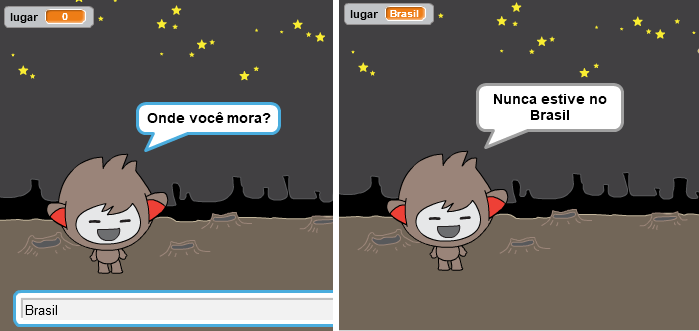 lugar 0
Onde você mora?
Brasil
lugar Brasil
Nunca estive no
Brasil